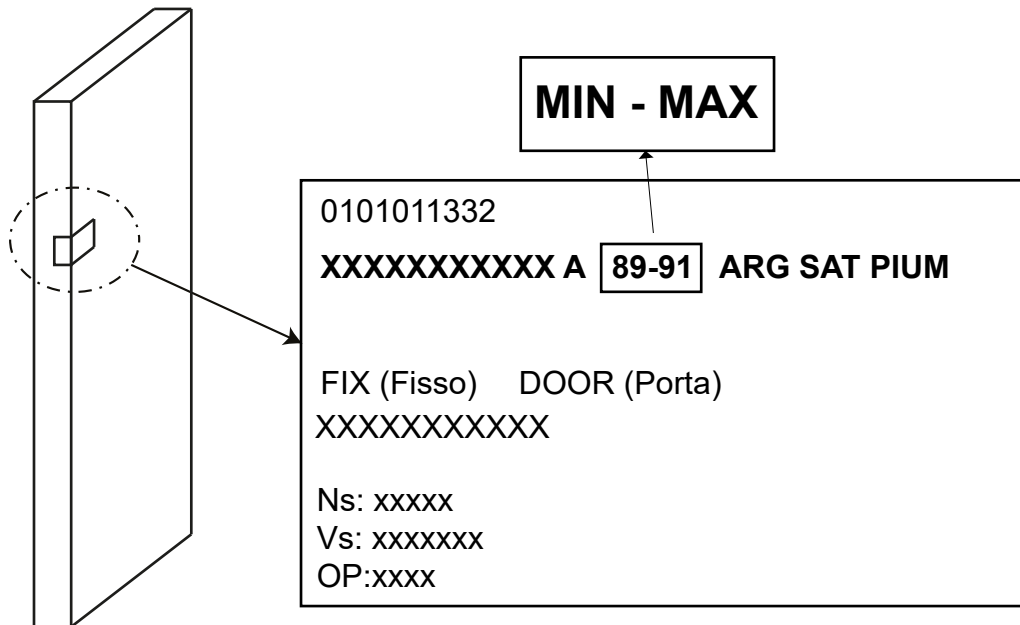 MIN - MAX
0101011332
XXXXXXXXXXX A 89-91 ARG SAT PIUM
FIX (Fisso) DOOR (Porta)
XXXXXXXXXXX
Ns: xxxxx
Vs: xxxxxxx
OP:xxxx